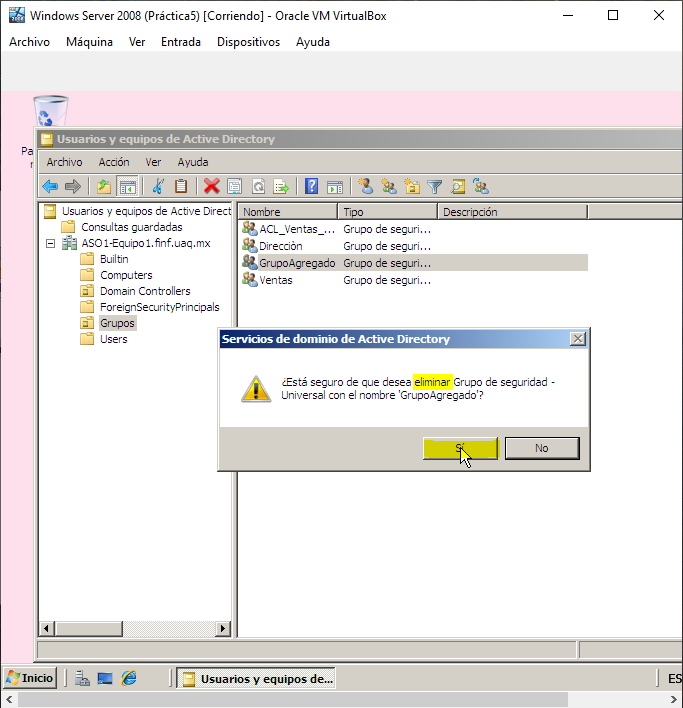 Windows Server 2008 (Práctica5) [Corriendo] - Oracle VM VirtualBox
Archivo Máquina Ver Entrada Dispositivos Ayuda
Pa
Usuarios y equipos de Active Directory
Archivo Acción Ver Ayuda
Usuarios y equipos de Active Direct
Consultas guardadas
ASO1-Equipo1.finf.uaq.mx
Builtin
Computers
Domain Controllers
ForeignSecurityPrincipals
Grupos
Users
Nombre Tipo Descripción
ACL_Ventas_... Grupo de seguri...
Direcciòn Grupo de seguri...
GrupoAgregado Grupo de seguri...
Ventas Grupo de seguri...
Servicios de dominio de Active Directory
¿Está seguro de que desea eliminar Grupo de seguridad -
Universal con el nombre 'GrupoAgregado'?
Sí No
Inicio Usuarios y equipos de... ES